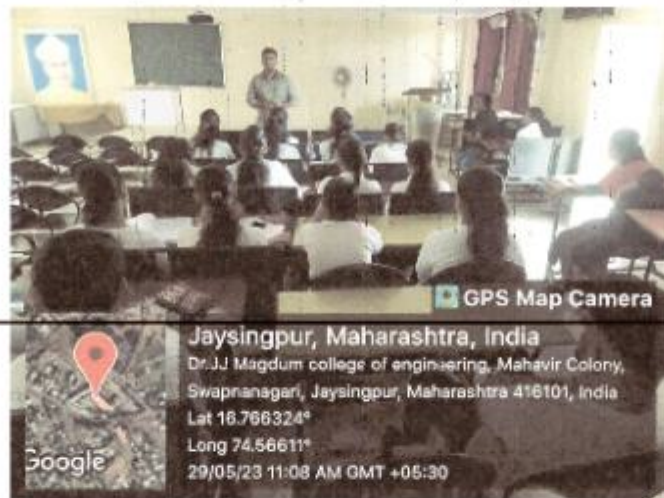 GPS Map Camera
Jaysingpur, Maharashtra, India
Dr.JJ Magdum college of engineering, Mahavir Colony,
Swapnanagari, Jaysingpur, Maharashtra 416101, India
Lat 16.766324°
Long 74.56611°
29/05/23 11:08 AM GMT +05:30
Google